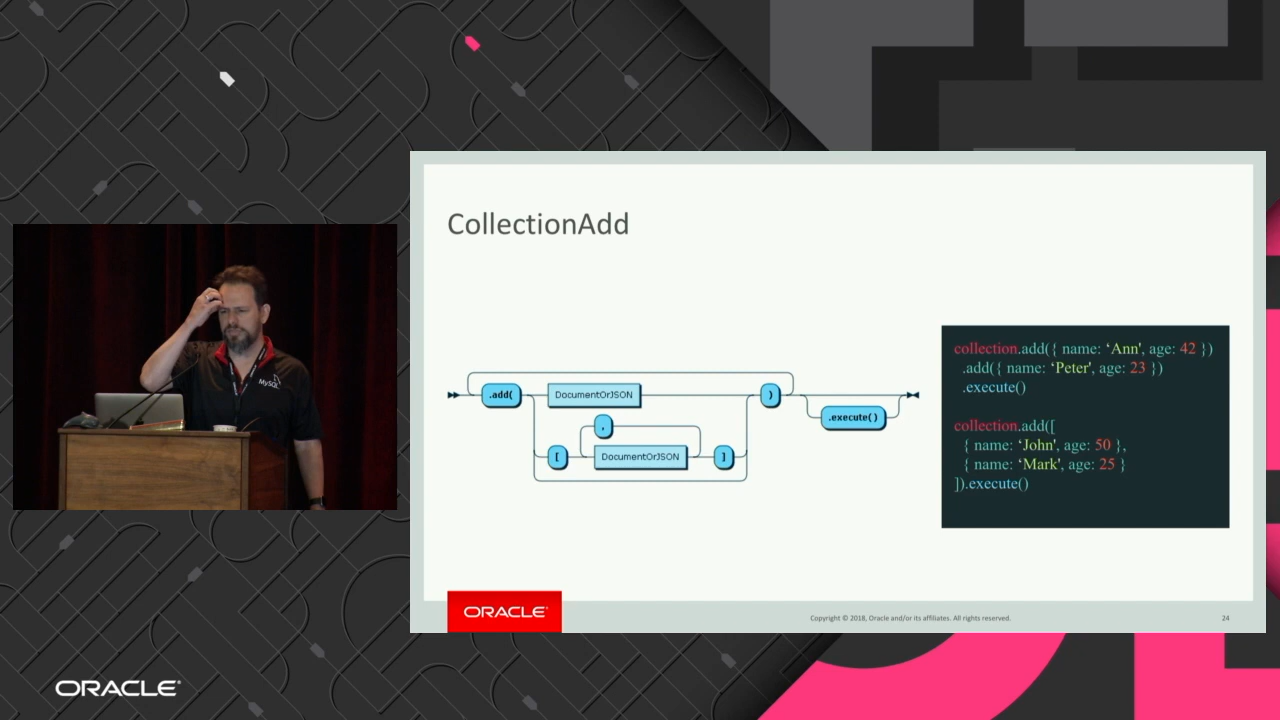 CollectionAdd
.add(
DocumentOrJSON
)
.execute()
,
[
DocumentOrJSON
]
collection.add({ name: ‘Ann', age: 42 })
.add({ name: ‘Peter', age: 23 })
.execute()
collection.add([
{ name: ‘John', age: 50 },
{ name: ‘Mark', age: 25 }
]).execute()
MySQL
ORACLE
Copyright © 2018, Oracle and/or its affiliates. All rights reserved.
24
ORACLE